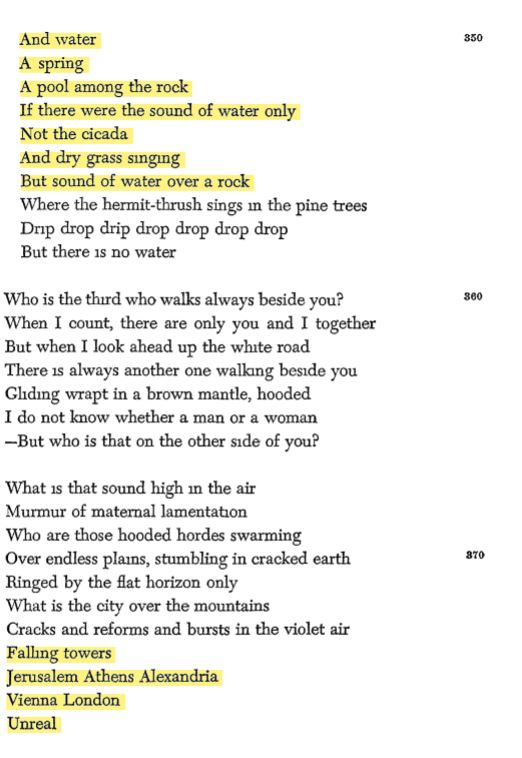 And water 350
A spring
A pool among the rock
If there were the sound of water only
Not the cicada
And dry grass singing
But sound of water over a rock
Where the hermit-thrush sings in the pine trees
Drip drop drip drop drop drop drop
But there is no water
Who is the third who walks always beside you? 360
When I count, there are only you and I together
But when I look ahead up the white road
There is always another one walking beside you
Gliding wrapt in a brown mantle, hooded
I do not know whether a man or a woman
—But who is that on the other side of you?
What is that sound high in the air
Murmur of maternal lamentation
Who are those hooded hordes swarming
Over endless plains, stumbling in cracked earth 370
Ringed by the flat horizon only
What is the city over the mountains
Cracks and reforms and bursts in the violet air
Falling towers
Jerusalem Athens Alexandria
Vienna London
Unreal